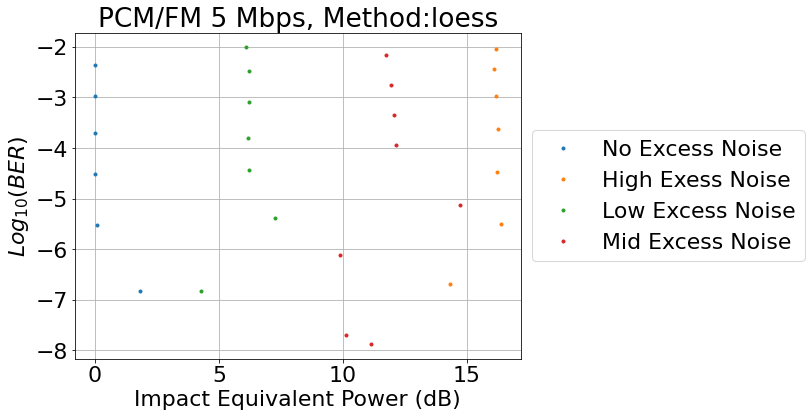 PCM/FM 5 Mbps, Method:loess
−2
−3
−4
−5
−6
−7
−8
Log₁₀(BER)
0
5
10
15
Impact Equivalent Power (dB)
No Excess Noise
High Exess Noise
Low Excess Noise
Mid Excess Noise